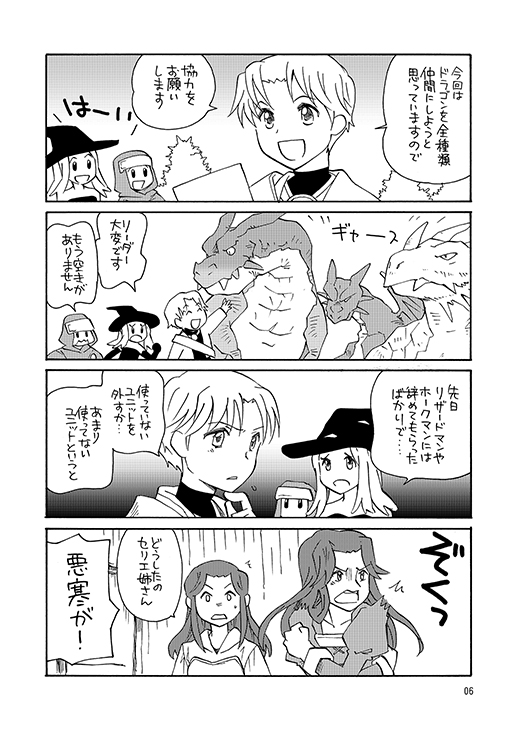 今回は
ドラゴンを全種類
仲間にしようと
思っていますので
協力を
お願い
します
はーい
ギャース
リーダー
大変です
もう空きが
ありません
先日
リザードマンや
ホークマンには
辞めてもらった
ばかりで…
使っていない
ユニットを
外すか…
あまり
使ってない
ユニットというと
ぞくっ
どうしたの
セリエ姉さん
悪寒が!
06